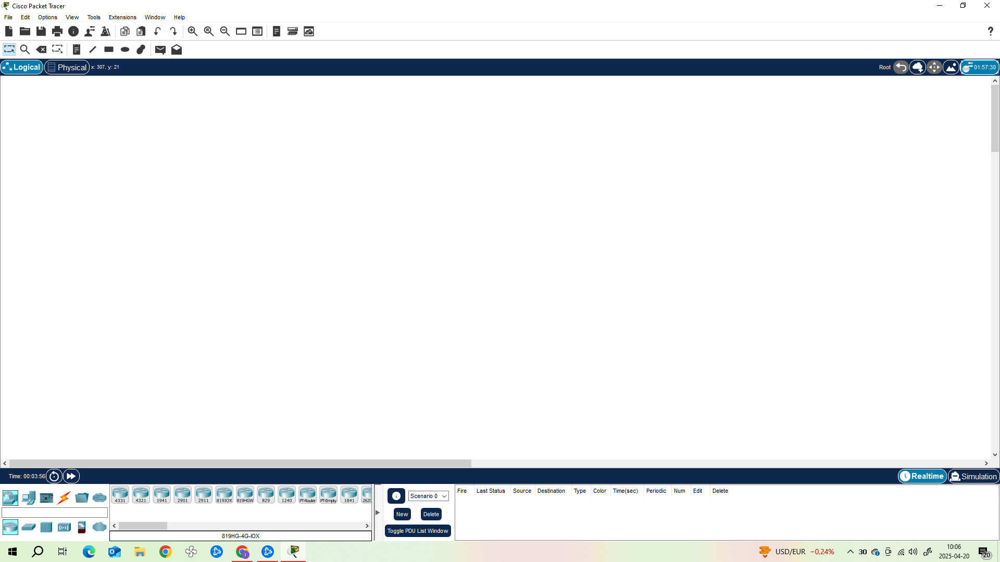 Cisco Packet Tracer
File Edit Options View Tools Extensions Window Help
?
Logical Physical x: 307, y: 21 Root 01:57:30
Time: 00:03:56 Realtime Simulation
4331 4321 1941 2901 2911 819IOX 819HGW 829 1240 PT-Router PT-Empty 1841 2620
819HG-4G-IOX
Scenario 0
New Delete
Toggle PDU List Window
Fire Last Status Source Destination Type Color Time(sec) Periodic Num Edit Delete
USD/EUR −0,24% 30 10:06
2025-04-20 20